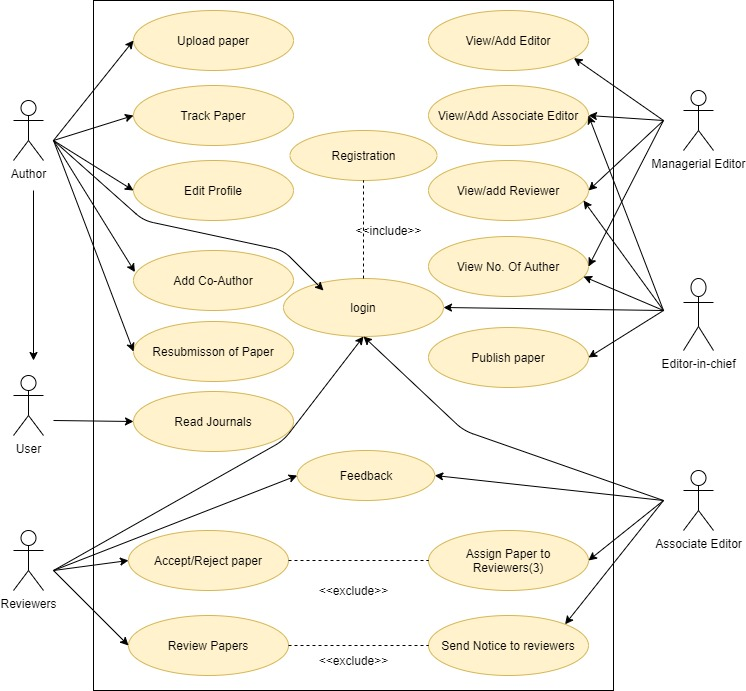 Upload paper
View/Add Editor
Track Paper
View/Add Associate Editor
Author
Managerial Editor
Registration
Edit Profile
View/add Reviewer
<<include>>
Add Co-Author
View No. Of Auther
login
Resubmisson of Paper
Publish paper
Editor-in-chief
User
Read Journals
Feedback
Associate Editor
Reviewers
Accept/Reject paper
Assign Paper to
Reviewers(3)
<<exclude>>
Review Papers
Send Notice to reviewers
<<exclude>>